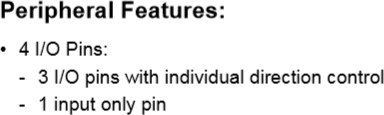 Peripheral Features:
• 4 I/O Pins:
- 3 I/O pins with individual direction control
- 1 input only pin